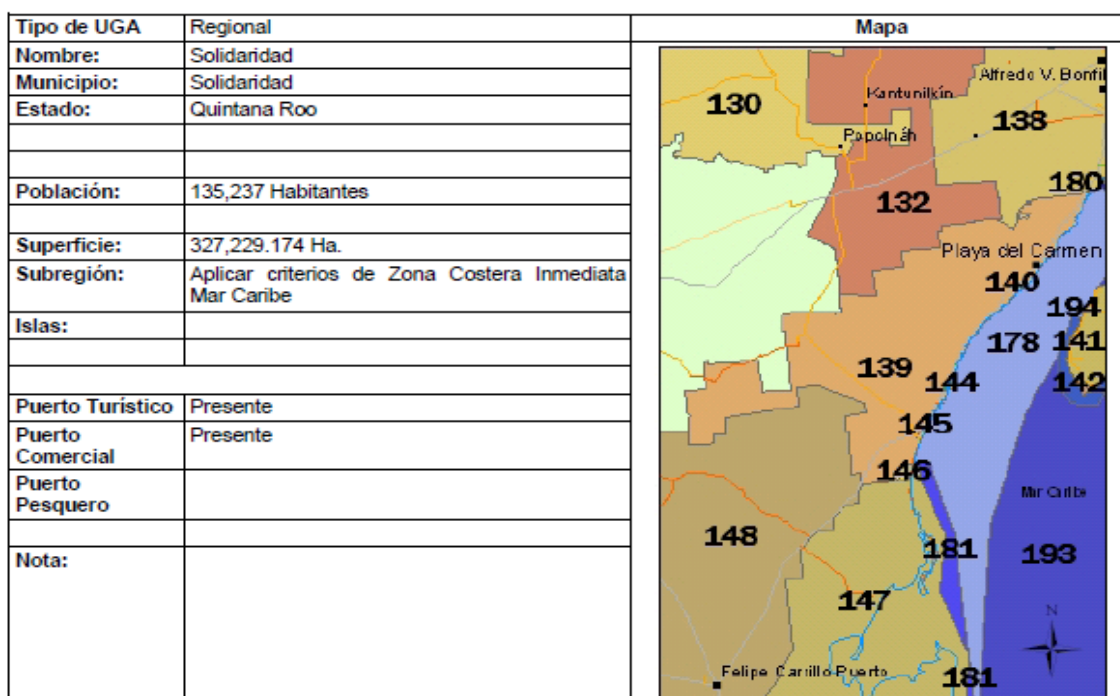 Tipo de UGA Regional Mapa
Nombre: Solidaridad
Municipio: Solidaridad
Estado: Quintana Roo
Población: 135,237 Habitantes
Superficie: 327,229.174 Ha.
Subregión: Aplicar criterios de Zona Costera Inmediata
Mar Caribe
Islas:
Puerto Turístico Presente
Puerto Presente
Comercial
Puerto
Pesquero
Nota:
Alfredo V. Bonfil
130
Kantunilkín
138
Popolnáh
180
132
Playa del Carmen
140
194
178 141
139 144 142
145
146
Mar Caribe
148
181 193
147
N
Felipe Carrillo Puerto
181